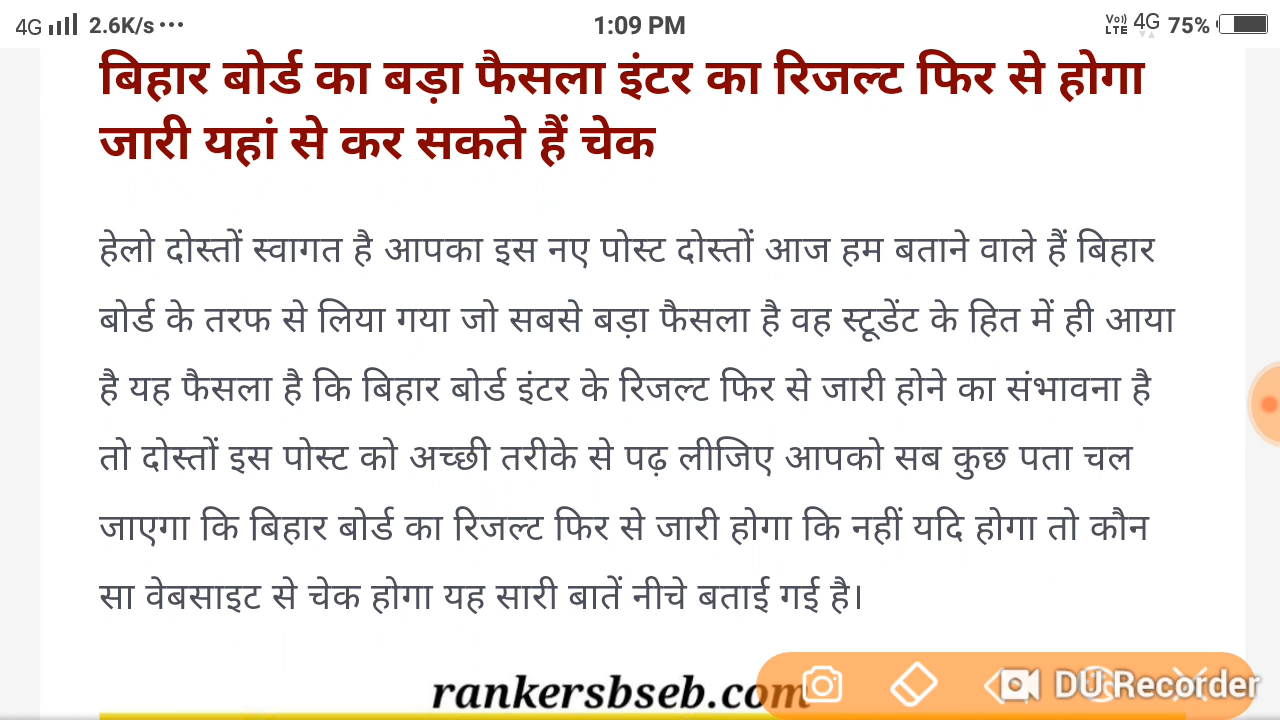 4G 2.6K/s ••• 1:09 PM Vo)) LTE 4G 75%
बिहार बोर्ड का बड़ा फैसला इंटर का रिजल्ट फिर से होगा
जारी यहां से कर सकते हैं चेक
हेलो दोस्तों स्वागत है आपका इस नए पोस्ट दोस्तों आज हम बताने वाले हैं बिहार
बोर्ड के तरफ से लिया गया जो सबसे बड़ा फैसला है वह स्टूडेंट के हित में ही आया
है यह फैसला है कि बिहार बोर्ड इंटर के रिजल्ट फिर से जारी होने का संभावना है
तो दोस्तों इस पोस्ट को अच्छी तरीके से पढ़ लीजिए आपको सब कुछ पता चल
जाएगा कि बिहार बोर्ड का रिजल्ट फिर से जारी होगा कि नहीं यदि होगा तो कौन
सा वेबसाइट से चेक होगा यह सारी बातें नीचे बताई गई है।
rankersbseb.com DU Recorder